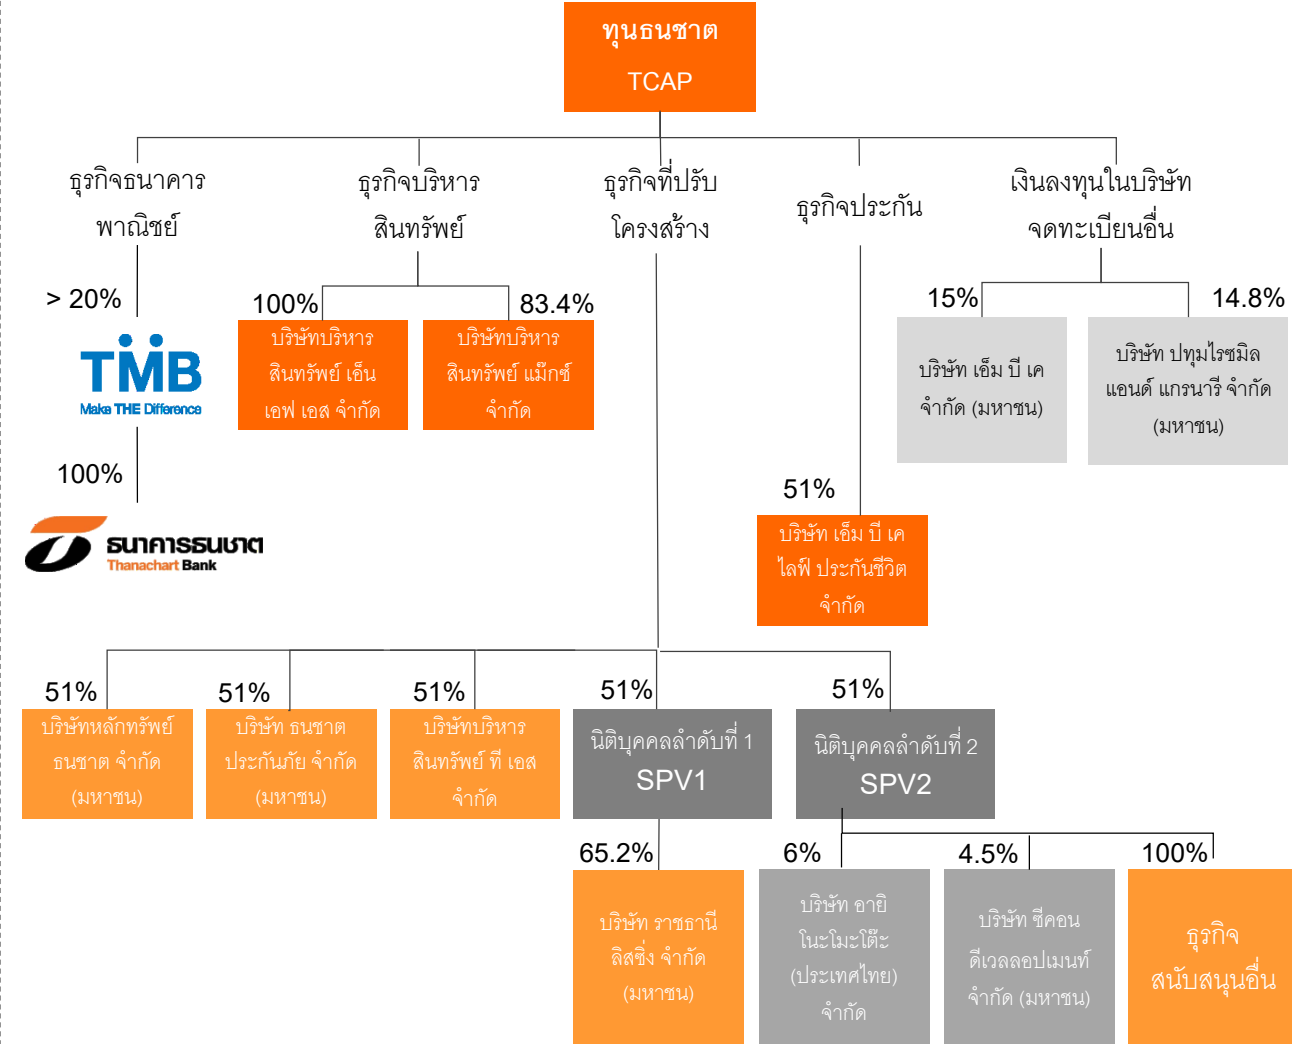 ทุนธนชาต
TCAP
ธุรกิจธนาคาร
พาณิชย์
ธุรกิจบริหาร
สินทรัพย์
ธุรกิจที่ปรับ
โครงสร้าง
ธุรกิจประกัน
เงินลงทุนในบริษัท
จดทะเบียนอื่น
> 20%
TMB
Make THE Difference
100%
ธนาคารธนชาต
Thanachart Bank
100%
บริษัทบริหาร
สินทรัพย์ เอ็น
เอฟ เอส จำกัด
83.4%
บริษัทบริหาร
สินทรัพย์ แม๊กซ์
จำกัด
51%
บริษัท เอ็ม บี เค
ไลฟ์ ประกันชีวิต
จำกัด
15%
บริษัท เอ็ม บี เค
จำกัด (มหาชน)
14.8%
บริษัท ปทุมไรซมิล
แอนด์ แกรนารี จำกัด
(มหาชน)
51%
บริษัทหลักทรัพย์
ธนชาต จำกัด
(มหาชน)
51%
บริษัท ธนชาต
ประกันภัย จำกัด
(มหาชน)
51%
บริษัทบริหาร
สินทรัพย์ ที เอส
จำกัด
51%
นิติบุคคลลำดับที่ 1
SPV1
51%
นิติบุคคลลำดับที่ 2
SPV2
65.2%
บริษัท ราชธานี
ลิสซิ่ง จำกัด
(มหาชน)
6%
บริษัท อายิ
โนะโมะโต๊ะ
(ประเทศไทย)
จำกัด
4.5%
บริษัท ซีคอน
ดีเวลลอปเมนท์
จำกัด (มหาชน)
100%
ธุรกิจ
สนับสนุนอื่น